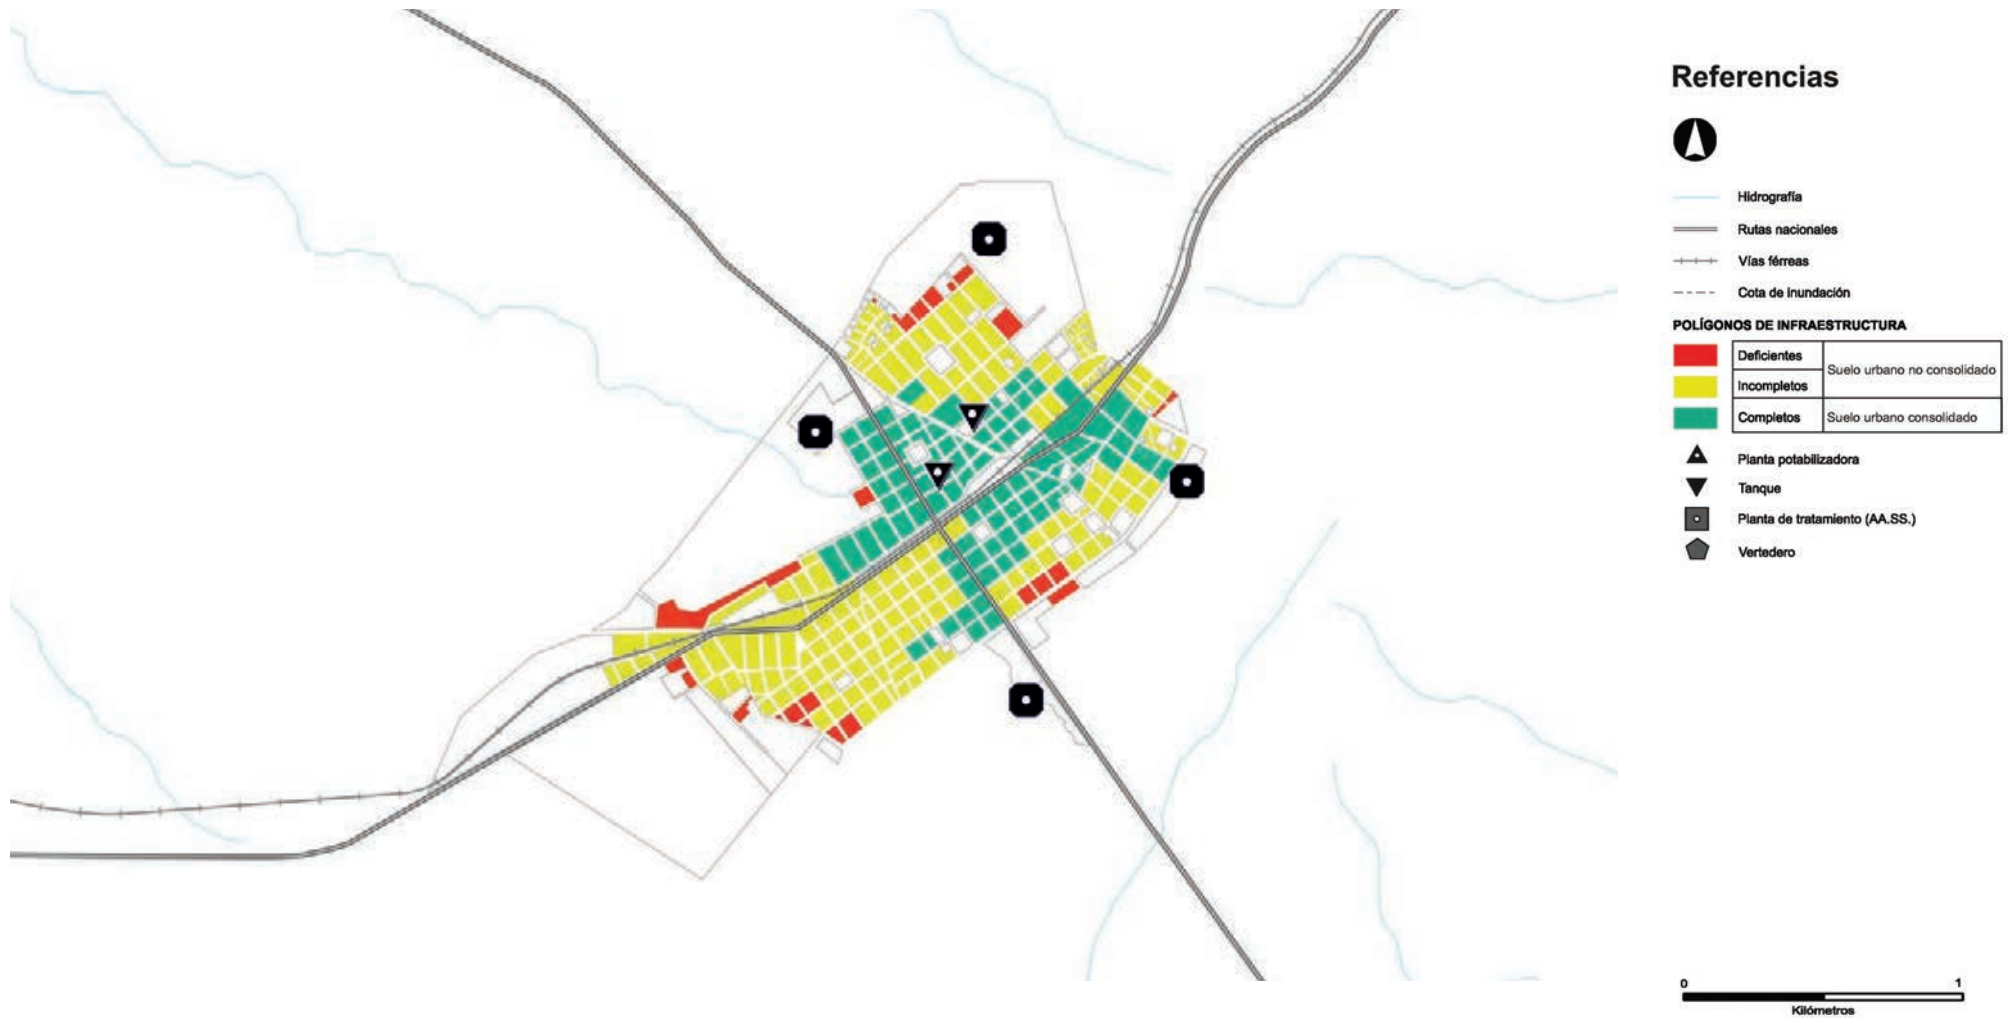 Referencias
Hidrografía
Rutas nacionales
Vías férreas
Cota de inundación
POLÍGONOS DE INFRAESTRUCTURA
Deficientes
Suelo urbano no consolidado
Incompletos
Completos
Suelo urbano consolidado
Planta potabilizadora
Tanque
Planta de tratamiento (AA.SS.)
Vertedero
0 1
Kilómetros